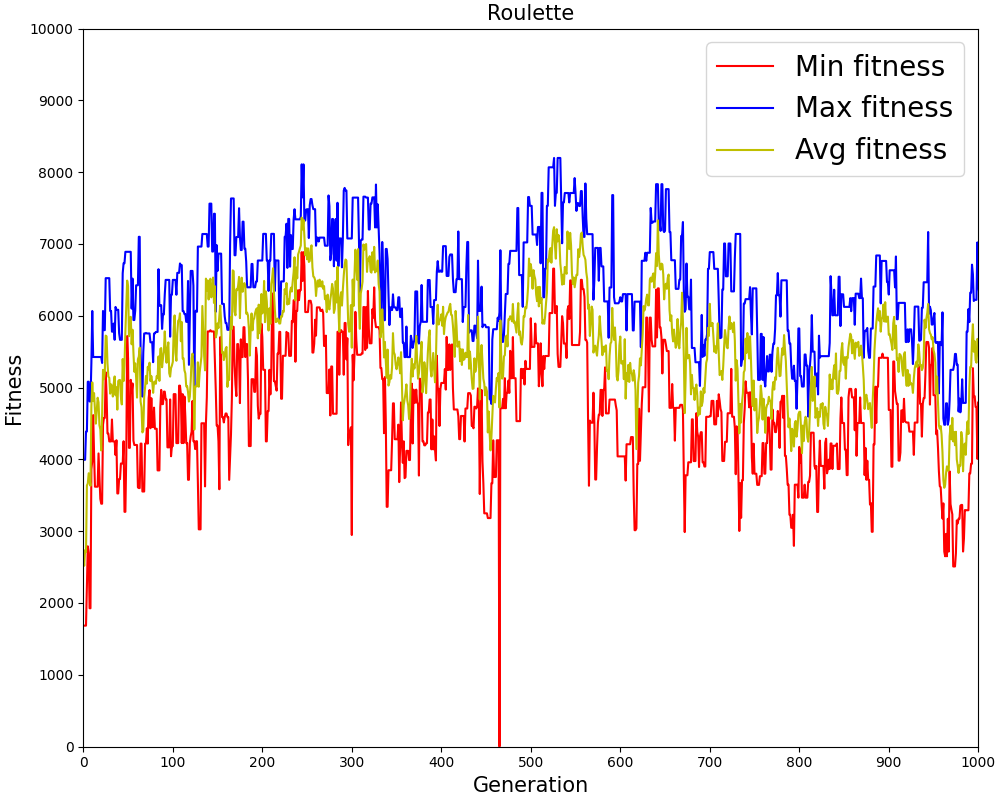 Roulette
10000
9000
8000
7000
6000
5000
4000
3000
2000
1000
0
Fitness
Min fitness
Max fitness
Avg fitness
0 100 200 300 400 500 600 700 800 900 1000
Generation